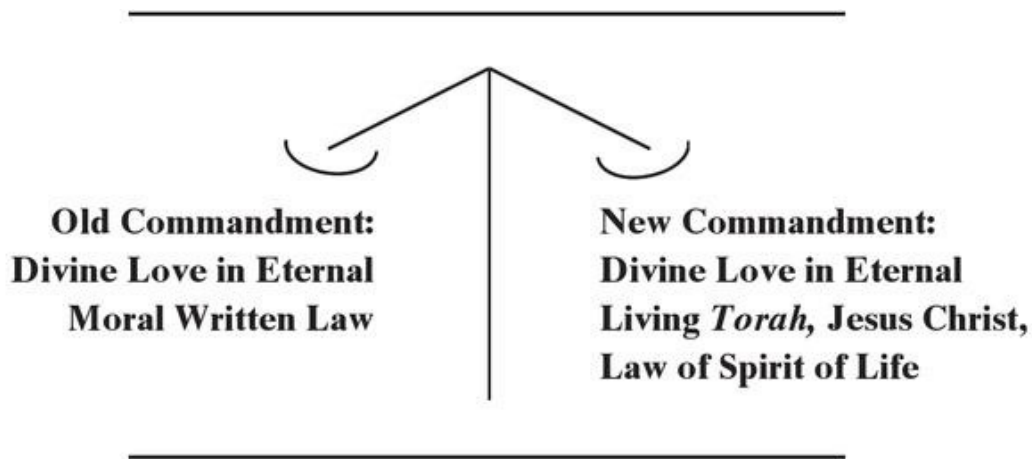 Old Commandment:
Divine Love in Eternal
Moral Written Law
New Commandment:
Divine Love in Eternal
Living Torah, Jesus Christ,
Law of Spirit of Life